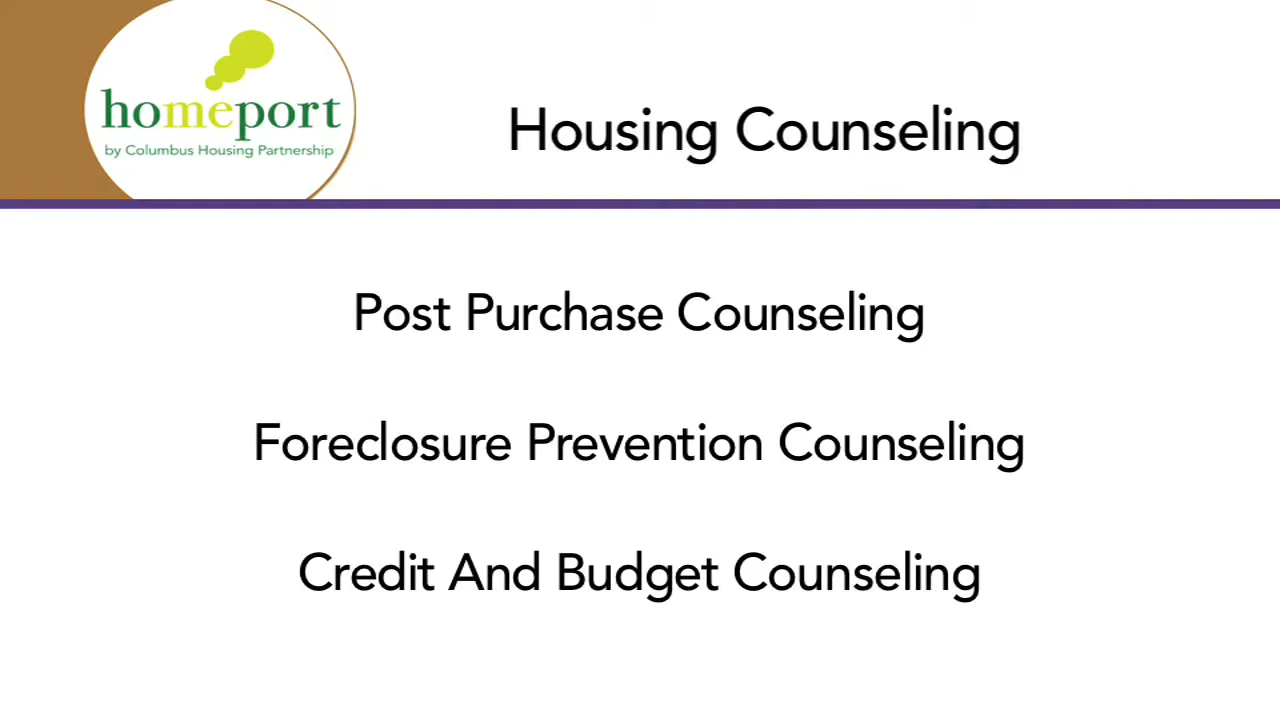 homeport
by Columbus Housing Partnership
Housing Counseling
Post Purchase Counseling
Foreclosure Prevention Counseling
Credit And Budget Counseling